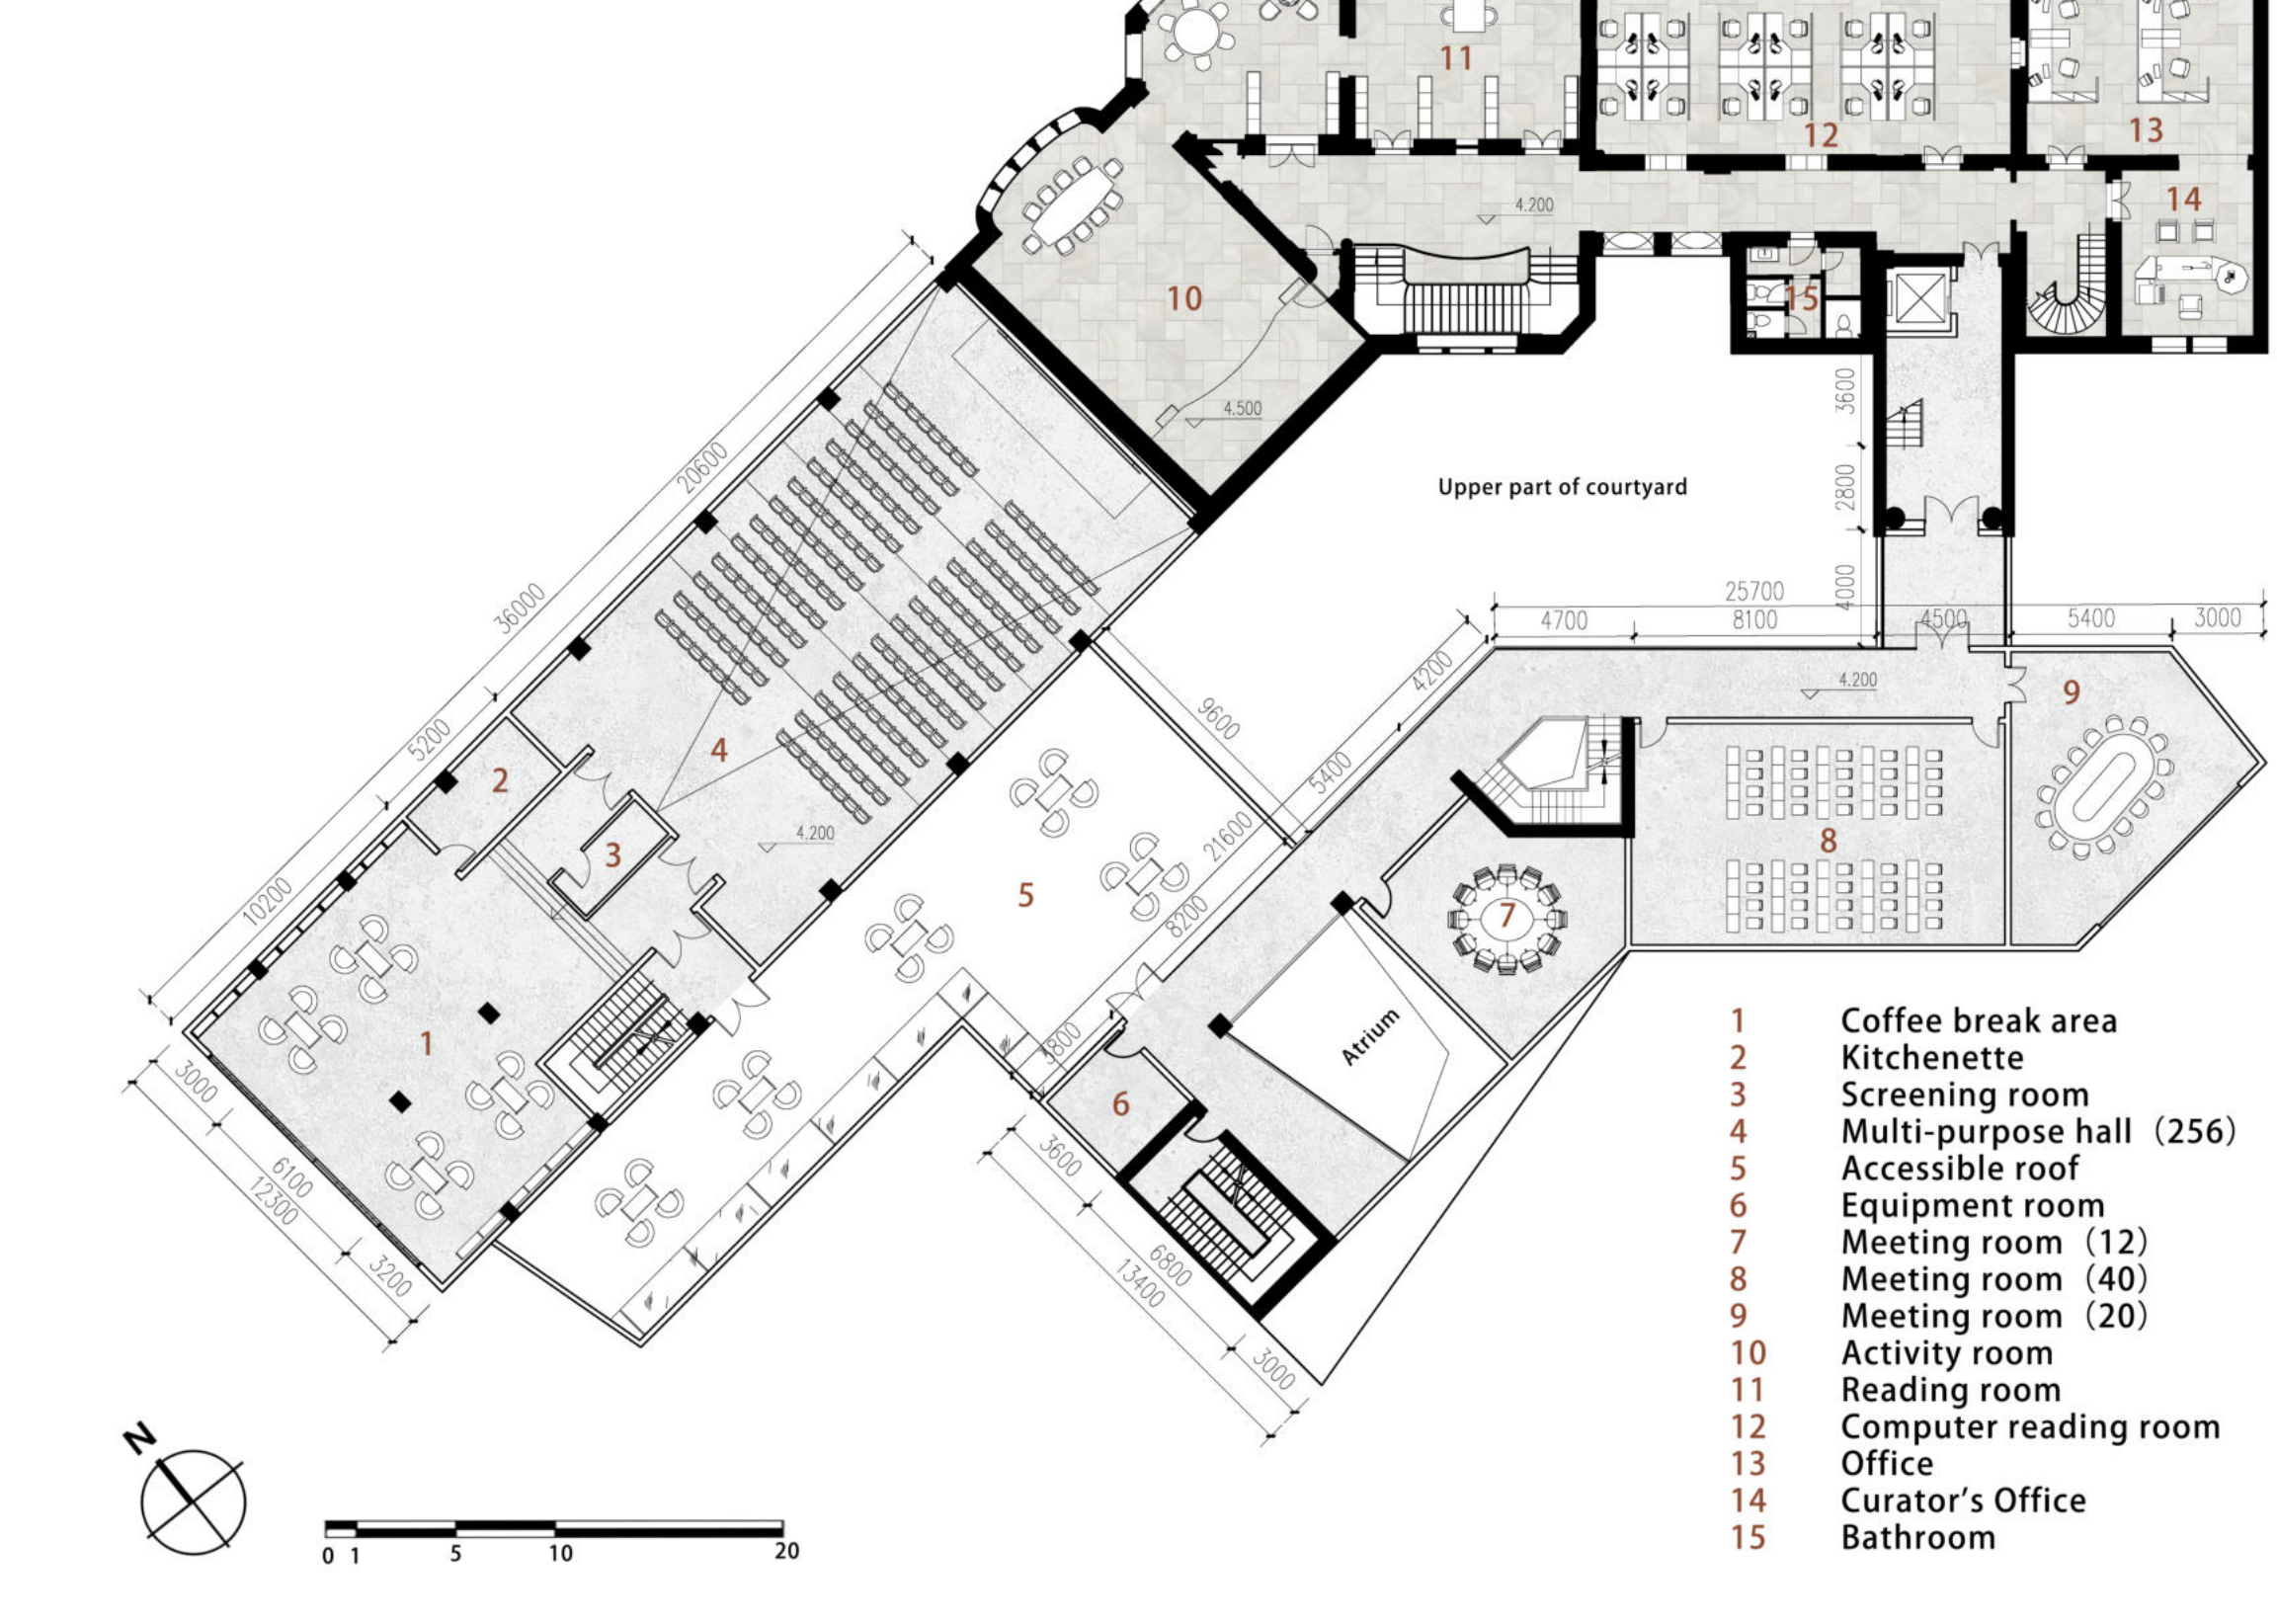 11
12
13
14
4.200
10
15
4.500
3600
2800
4000
Upper part of courtyard
20600
36000
5200
10200
25700
4700
8100
4500
5400
3000
4200
5400
9600
21600
8200
3800
4.200
9
2
4
3
4.200
8
7
5
1
Atrium
6
3000
6100
12300
3200
3600
6800
13400
3000
1 Coffee break area
2 Kitchenette
3 Screening room
4 Multi-purpose hall（256）
5 Accessible roof
6 Equipment room
7 Meeting room（12）
8 Meeting room（40）
9 Meeting room（20）
10 Activity room
11 Reading room
12 Computer reading room
13 Office
14 Curator’s Office
15 Bathroom
N
0 1 5 10 20